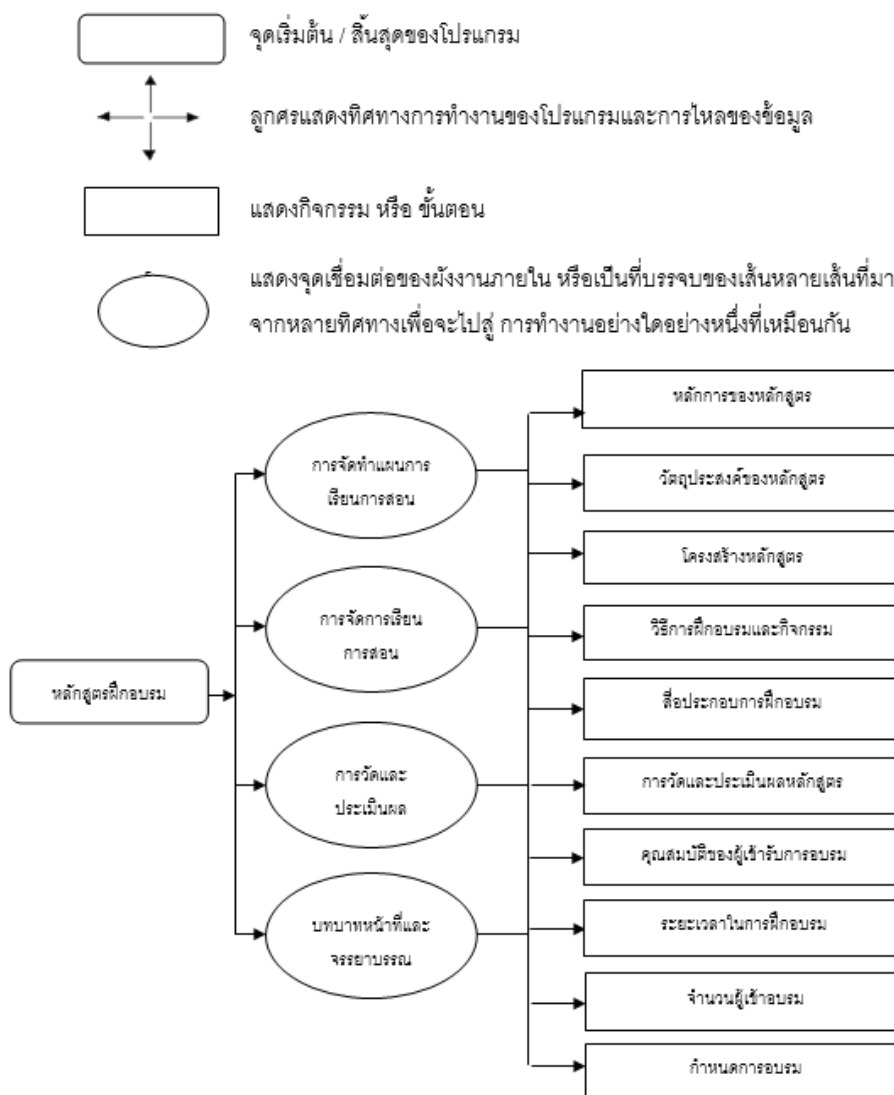 จุดเริ่มต้น / สิ้นสุดของโปรแกรม
ลูกศรแสดงทิศทางการทำงานของโปรแกรมและการไหลของข้อมูล
แสดงกิจกรรม หรือ ขั้นตอน
แสดงจุดเชื่อมต่อของผังงานภายใน หรือเป็นที่บรรจบของเส้นหลายเส้นที่มา
จากหลายทิศทางเพื่อจะไปสู่ การทำงานอย่างใดอย่างหนึ่งที่เหมือนกัน
หลักสูตรฝึกอบรม
การจัดทำแผนการ
เรียนการสอน
การจัดการเรียน
การสอน
การวัดและ
ประเมินผล
บทบาทหน้าที่และ
จรรยาบรรณ
หลักการของหลักสูตร
วัตถุประสงค์ของหลักสูตร
โครงสร้างหลักสูตร
วิธีการฝึกอบรมและกิจกรรม
สื่อประกอบการฝึกอบรม
การวัดและประเมินผลหลักสูตร
คุณสมบัติของผู้เข้ารับการอบรม
ระยะเวลาในการฝึกอบรม
จำนวนผู้เข้าอบรม
กำหนดการอบรม